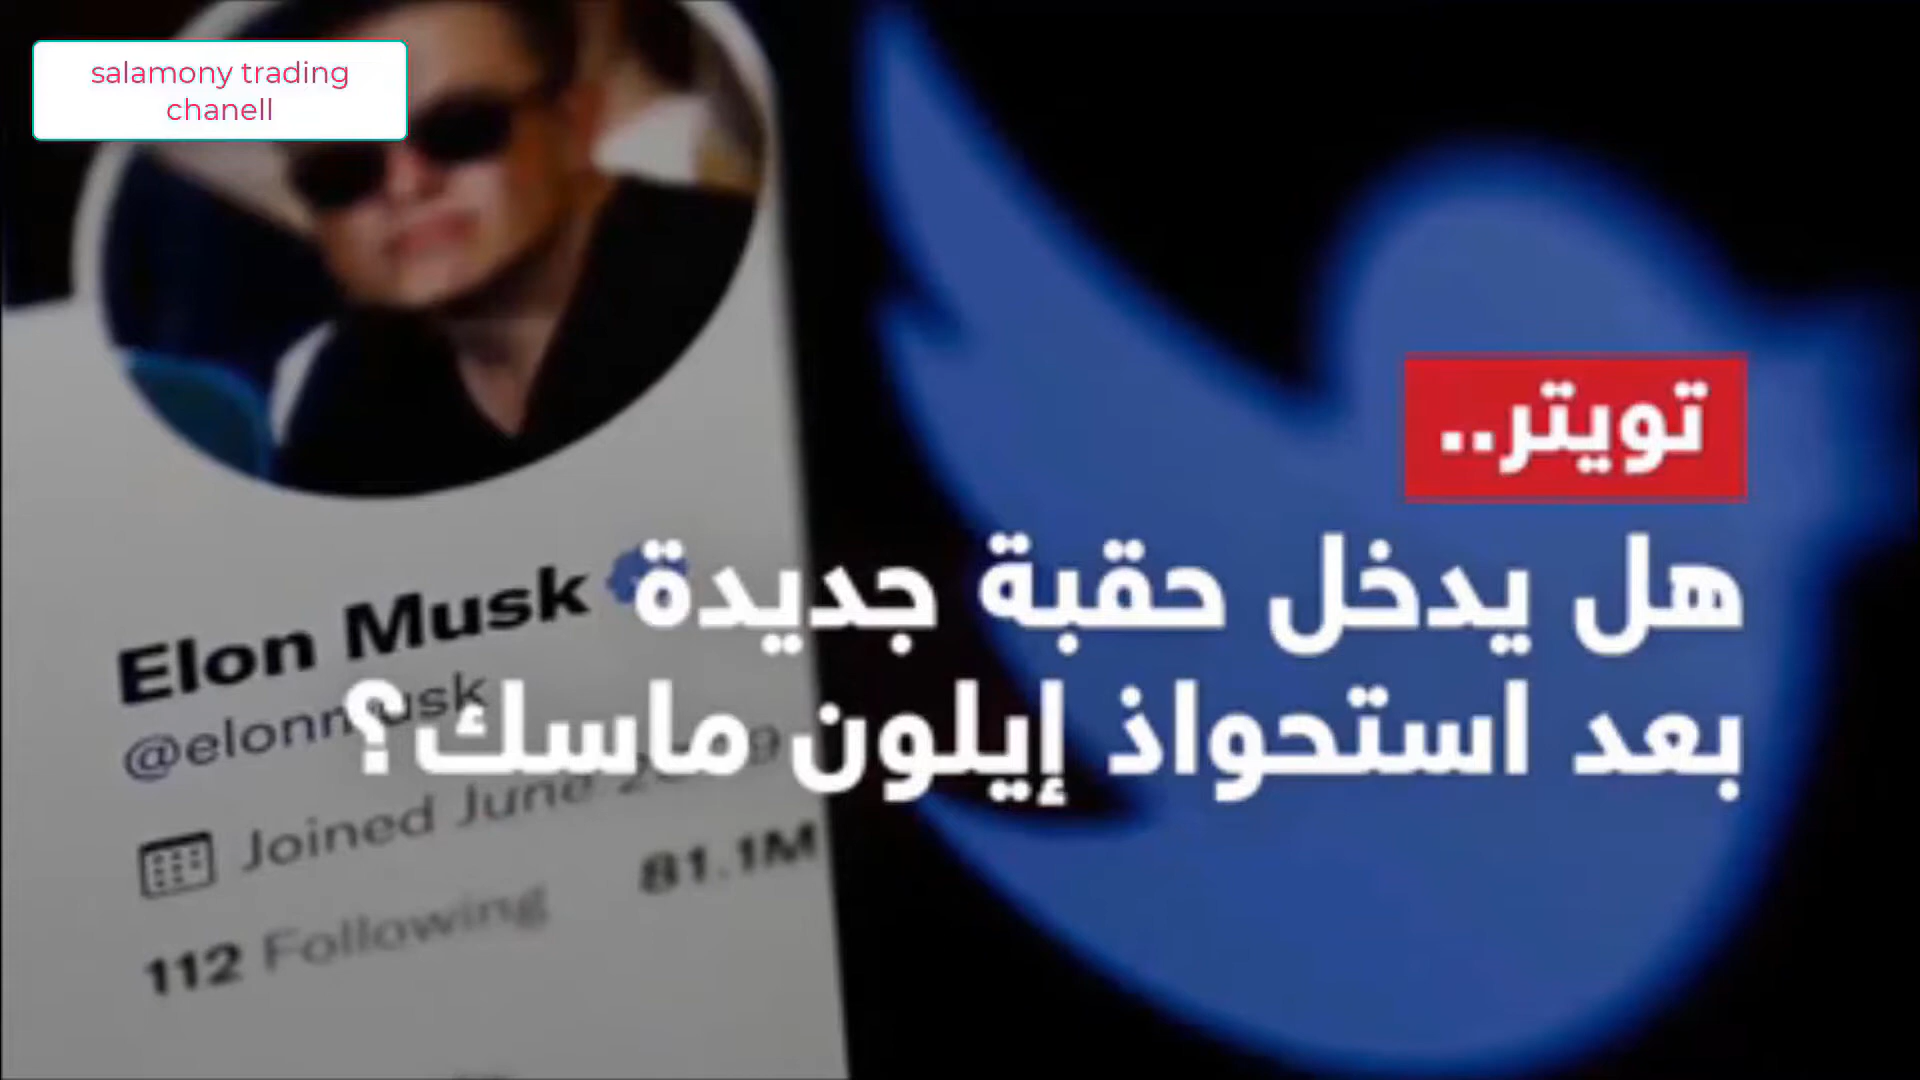 salamony trading
chanell
تويتر..
هل يدخل حقبة جديدة
بعد استحواذ إيلون ماسك؟
Elon Musk
@elonmusk
Joined June
112 Following
81.1M